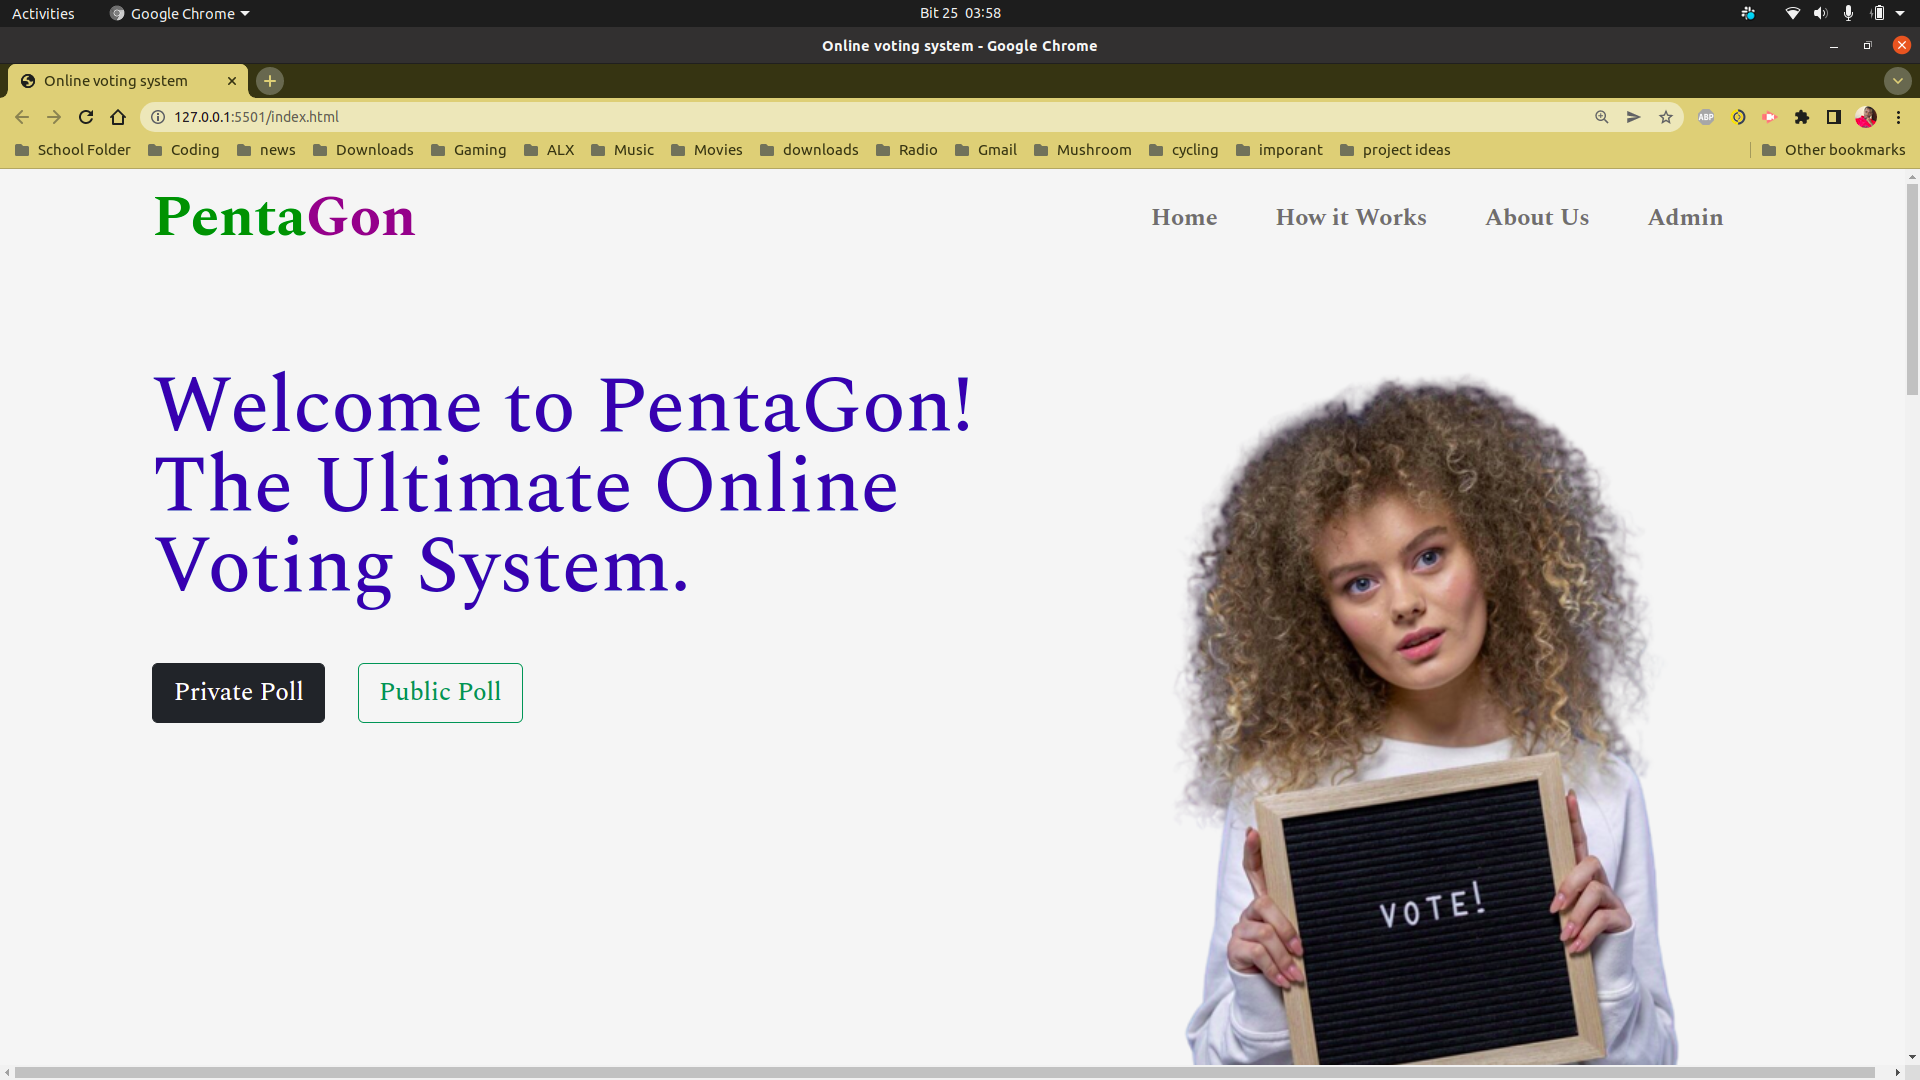 Activities
Google Chrome
Bit 25 03:58
Online voting system - Google Chrome
Online voting system
127.0.0.1:5501/index.html
ABP
School Folder
Coding
news
Downloads
Gaming
ALX
Music
Movies
downloads
Radio
Gmail
Mushroom
cycling
imporant
project ideas
Other bookmarks
PentaGon
Home
How it Works
About Us
Admin
Welcome to PentaGon!
The Ultimate Online
Voting System.
Private Poll
Public Poll
VOTE!